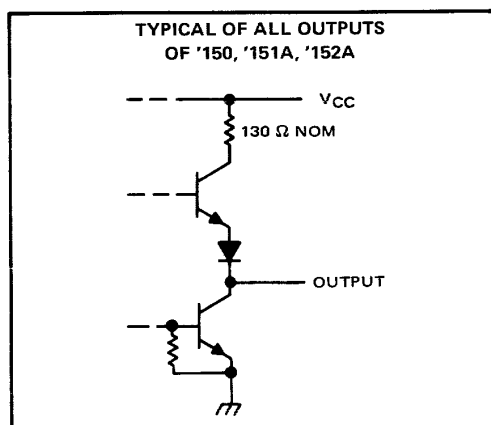 TYPICAL OF ALL OUTPUTS
OF '150, '151A, '152A
VCC
130 Ω NOM
OUTPUT